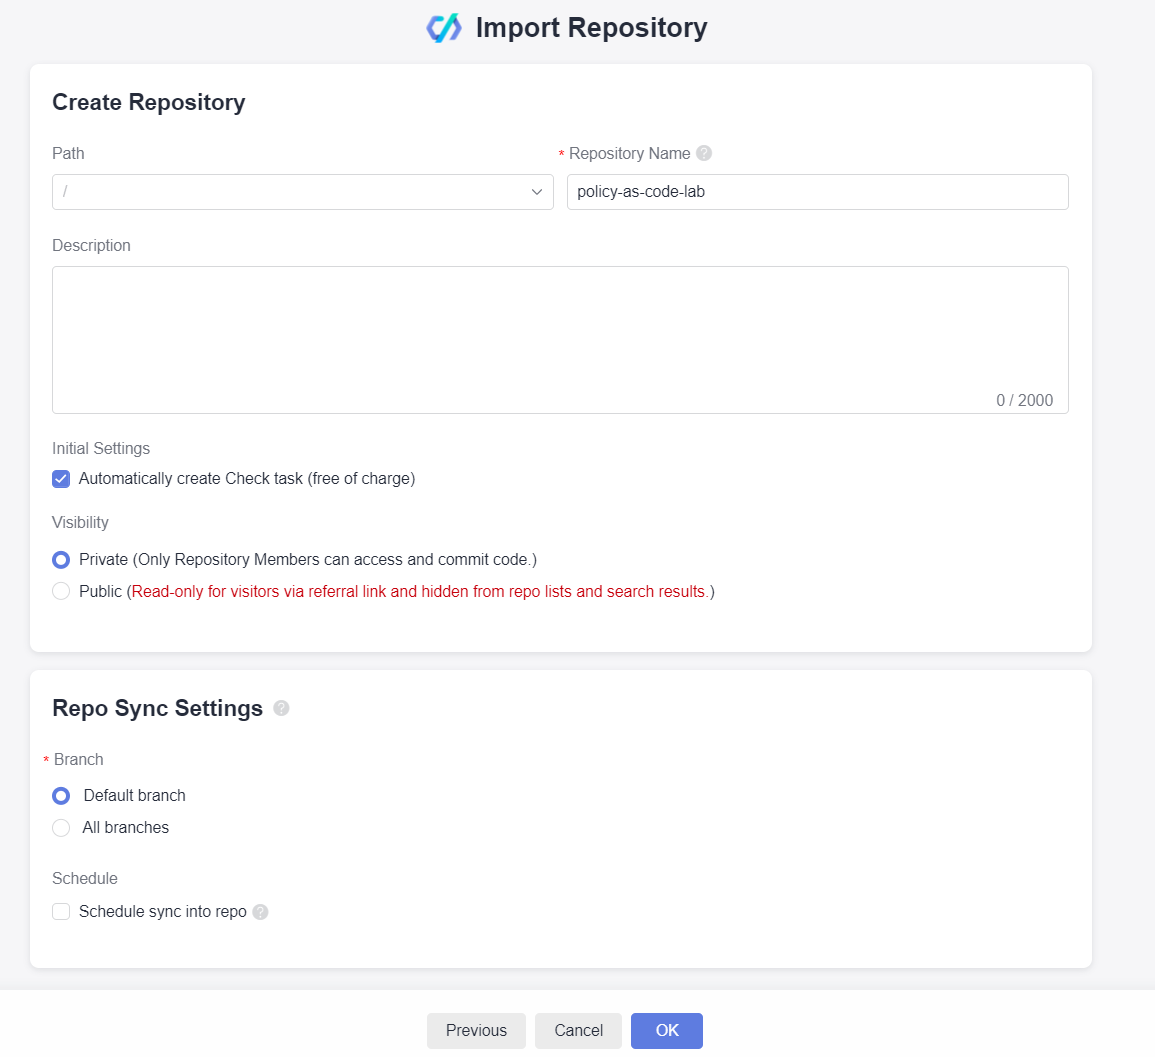 Import Repository
Create Repository
Path
* Repository Name ?
/
policy-as-code-lab
Description
0 / 2000
Initial Settings
Automatically create Check task (free of charge)
Visibility
Private (Only Repository Members can access and commit code.)
Public (Read-only for visitors via referral link and hidden from repo lists and search results.)
Repo Sync Settings ?
* Branch
Default branch
All branches
Schedule
Schedule sync into repo ?
Previous
Cancel
OK